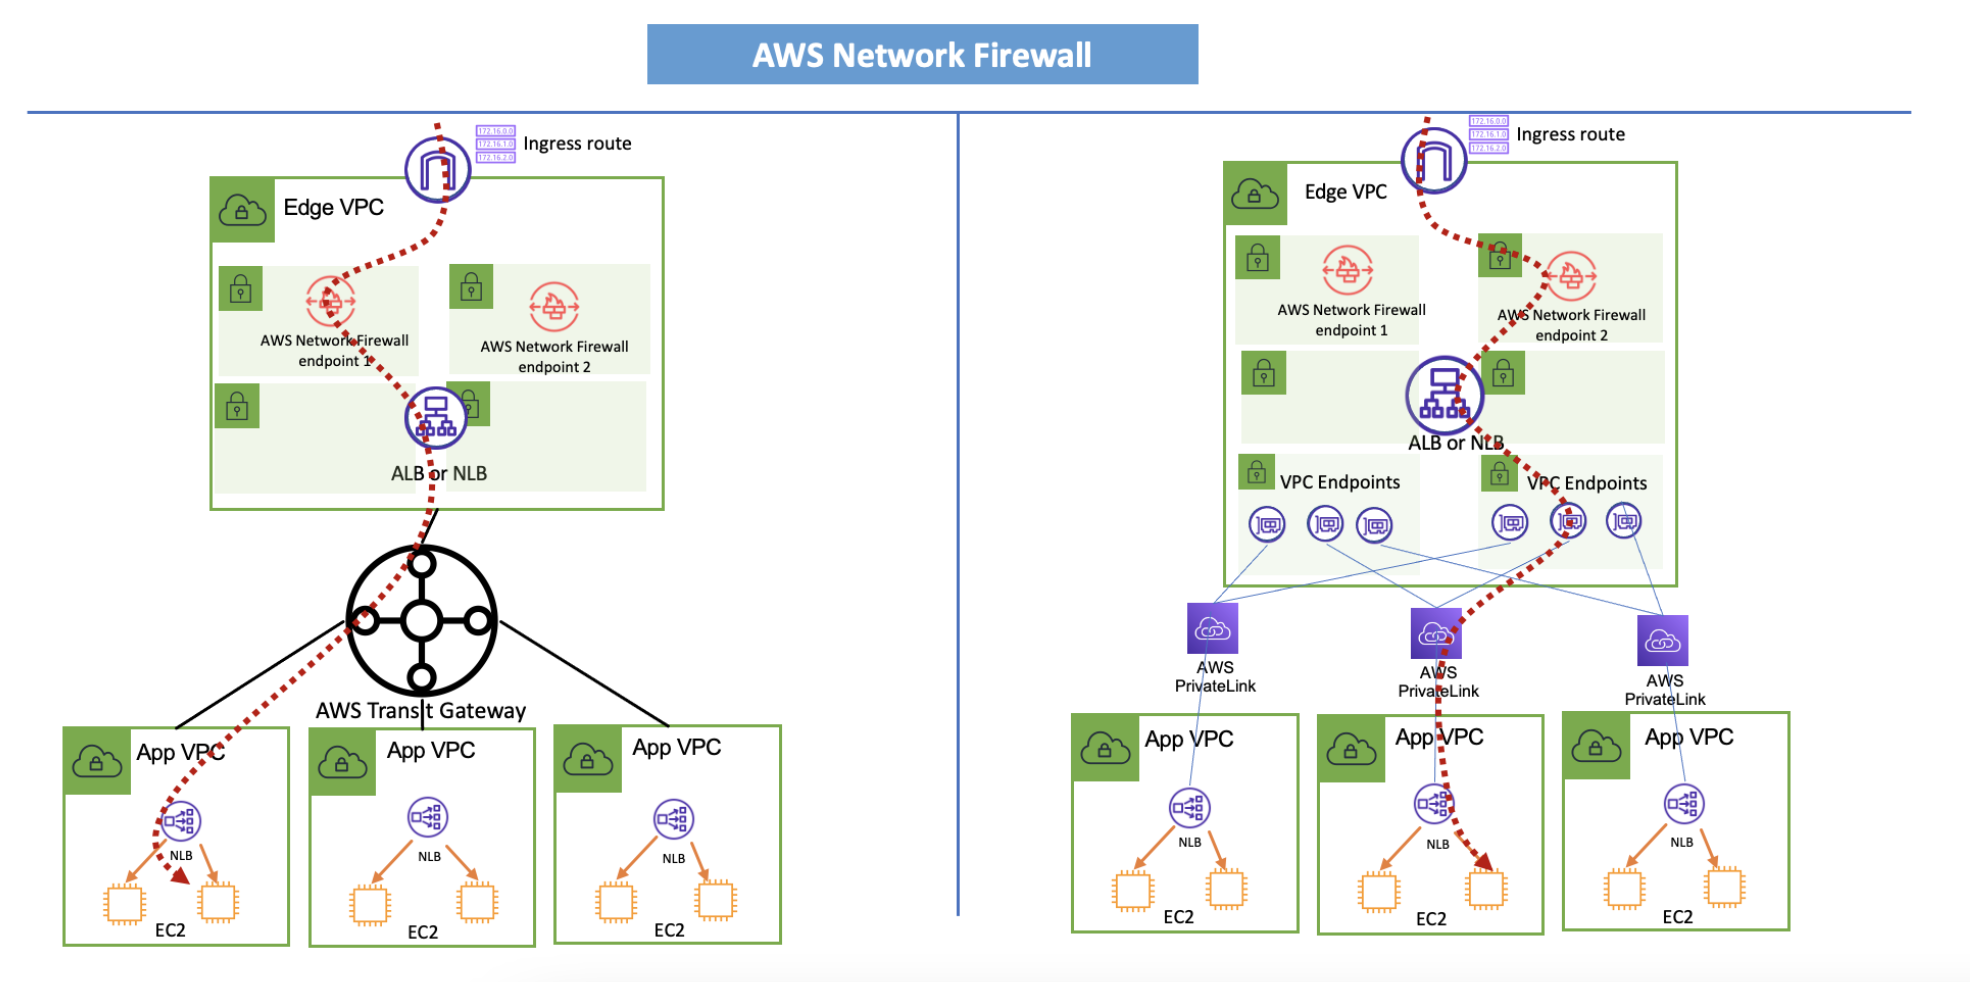 AWS Network Firewall
172.16.0.0
172.16.1.0
172.16.2.0
Ingress route
Edge VPC
AWS Network Firewall
endpoint 1
AWS Network Firewall
endpoint 2
ALB or NLB
AWS Transit Gateway
App VPC
NLB
EC2
App VPC
NLB
EC2
App VPC
NLB
EC2
172.16.0.0
172.16.1.0
172.16.2.0
Ingress route
Edge VPC
AWS Network Firewall
endpoint 1
AWS Network Firewall
endpoint 2
ALB or NLB
VPC Endpoints
VPC Endpoints
AWS
PrivateLink
AWS
PrivateLink
AWS
PrivateLink
App VPC
NLB
EC2
App VPC
NLB
EC2
App VPC
NLB
EC2